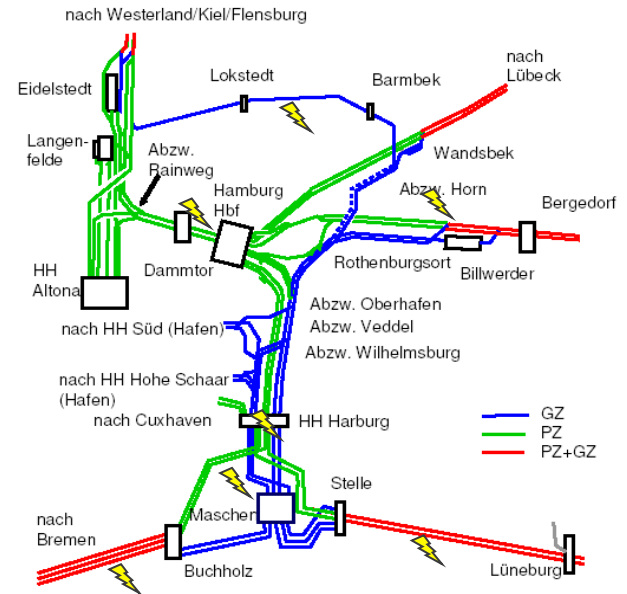 nach Westerland/Kiel/Flensburg
nach
Lübeck
Eidelstedt
Lokstedt
Barmbek
Langen-
felde
Abzw.
Rainweg
Wandsbek
Hamburg
Hbf
Abzw. Horn
Bergedorf
HH
Altona
Dammtor
Rothenburgsort
Billwerder
Abzw. Oberhafen
nach HH Süd (Hafen)
Abzw. Veddel
Abzw. Wilhelmsburg
nach HH Hohe Schaar
(Hafen)
nach Cuxhaven
HH Harburg
GZ
PZ
PZ+GZ
Stelle
Maschen
nach
Bremen
Buchholz
Lüneburg